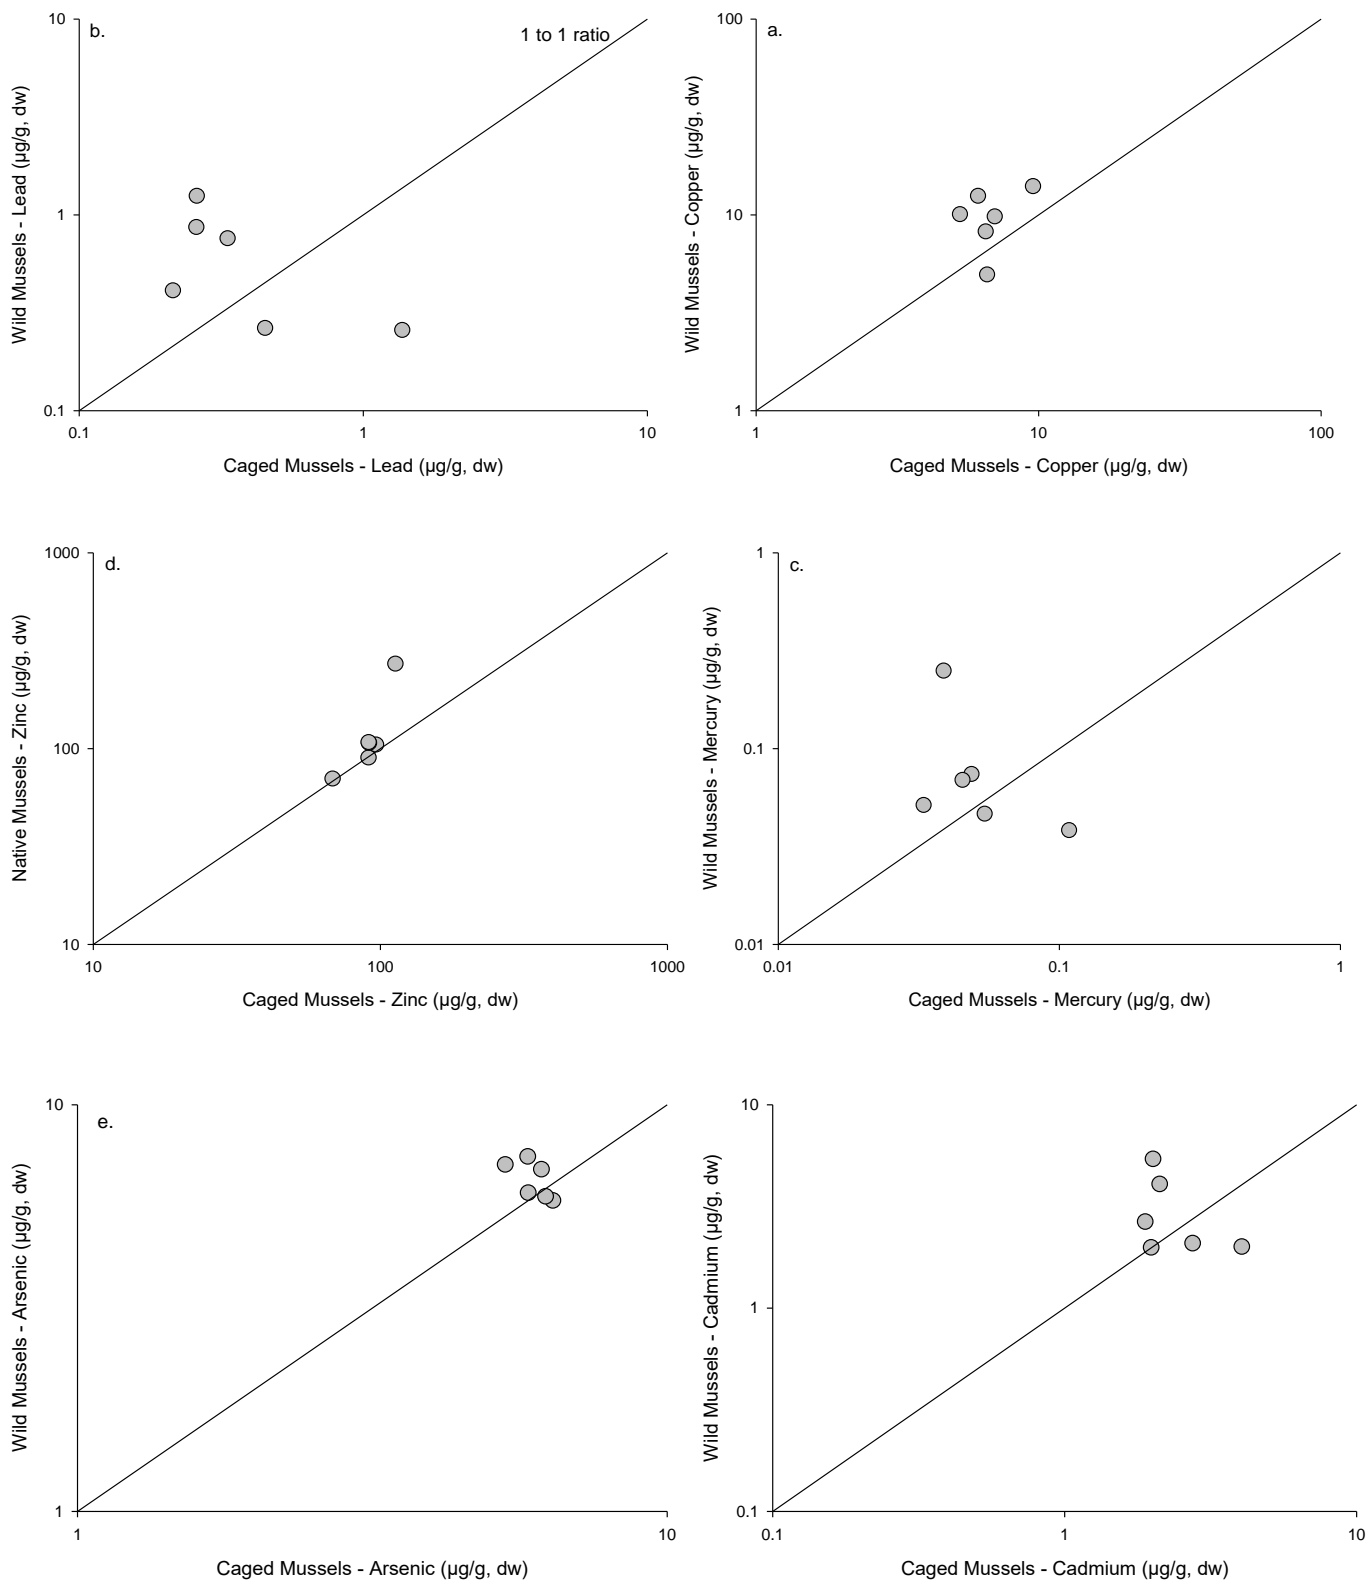 b.
1 to 1 ratio
10
1
0.1
0.1
1
10
Wild Mussels - Lead (µg/g, dw)
Caged Mussels - Lead (µg/g, dw)
a.
100
10
1
1
10
100
Wild Mussels - Copper (µg/g, dw)
Caged Mussels - Copper (µg/g, dw)
d.
1000
100
10
10
100
1000
Native Mussels - Zinc (µg/g, dw)
Caged Mussels - Zinc (µg/g, dw)
c.
1
0.1
0.01
0.01
0.1
1
Wild Mussels - Mercury (µg/g, dw)
Caged Mussels - Mercury (µg/g, dw)
e.
10
1
1
10
Wild Mussels - Arsenic (µg/g, dw)
Caged Mussels - Arsenic (µg/g, dw)
10
1
0.1
0.1
1
10
Wild Mussels - Cadmium (µg/g, dw)
Caged Mussels - Cadmium (µg/g, dw)